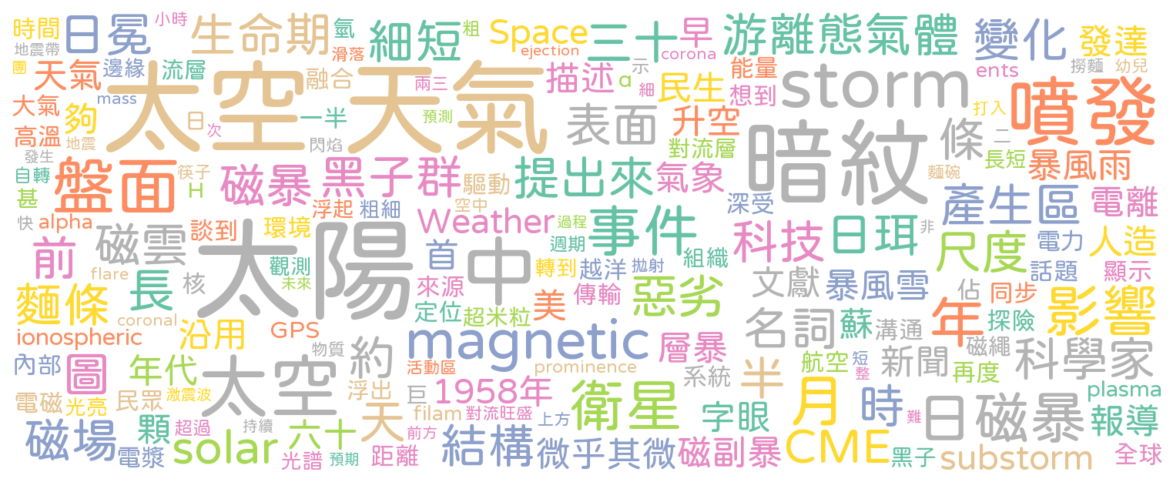 時間 日冕 小時 生命期 氫 細短 粗 Space 三十 早 游離態氣體 變化 發達
地震帶 滑落 ejection corona
團 天氣 邊緣 流層 融合 兩三 描述 α 示 細 民生 能量 想到 ents 撈麵 幼兒
大氣 mass 太空天氣 storm 噴發
夠 日 次 一半 預測 表面 升空 打入
高溫 地震 閃焰 對流層 暗紋 條 二 長短 暴風雨
發生 自轉 盤面 筷子 磁暴 黑子群 驅動 提出來 氣象 麵碗
甚 H 浮起 粗細 空中 Weather 過程 事件 深受 產生區 電離
快 alpha 磁雲 談到 環境 太陽 首 中 週期 組織 科技 日珥 非 尺度 電力 人造
前 長 flare 核 觀測 未來 來源 轉到 越洋 拋射 文獻 話題 顯示
麵條 定位 超米粒 美 傳輸 惡劣 暴風雪 佔 同步 影響
ionospheric coronal 沿用 GPS 物質 magnetic 層暴 名詞 蘇 溝通 年 探險
內部 圖 年代 太空 約 活動區 prominence 航空 短 整 新聞 磁繩 再度 科學家
電磁 光亮 民眾 激震波 浮出 巨 1958年 衛星 系統 半 月 時 plasma
磁場 顆 超過 持續 天 filam 對流旺盛 上方 字眼 難 日磁暴 報導
電漿 solar 六十 光譜 預期 距離 前方 結構 微乎其微 磁副暴 CME 黑子 substorm 全球